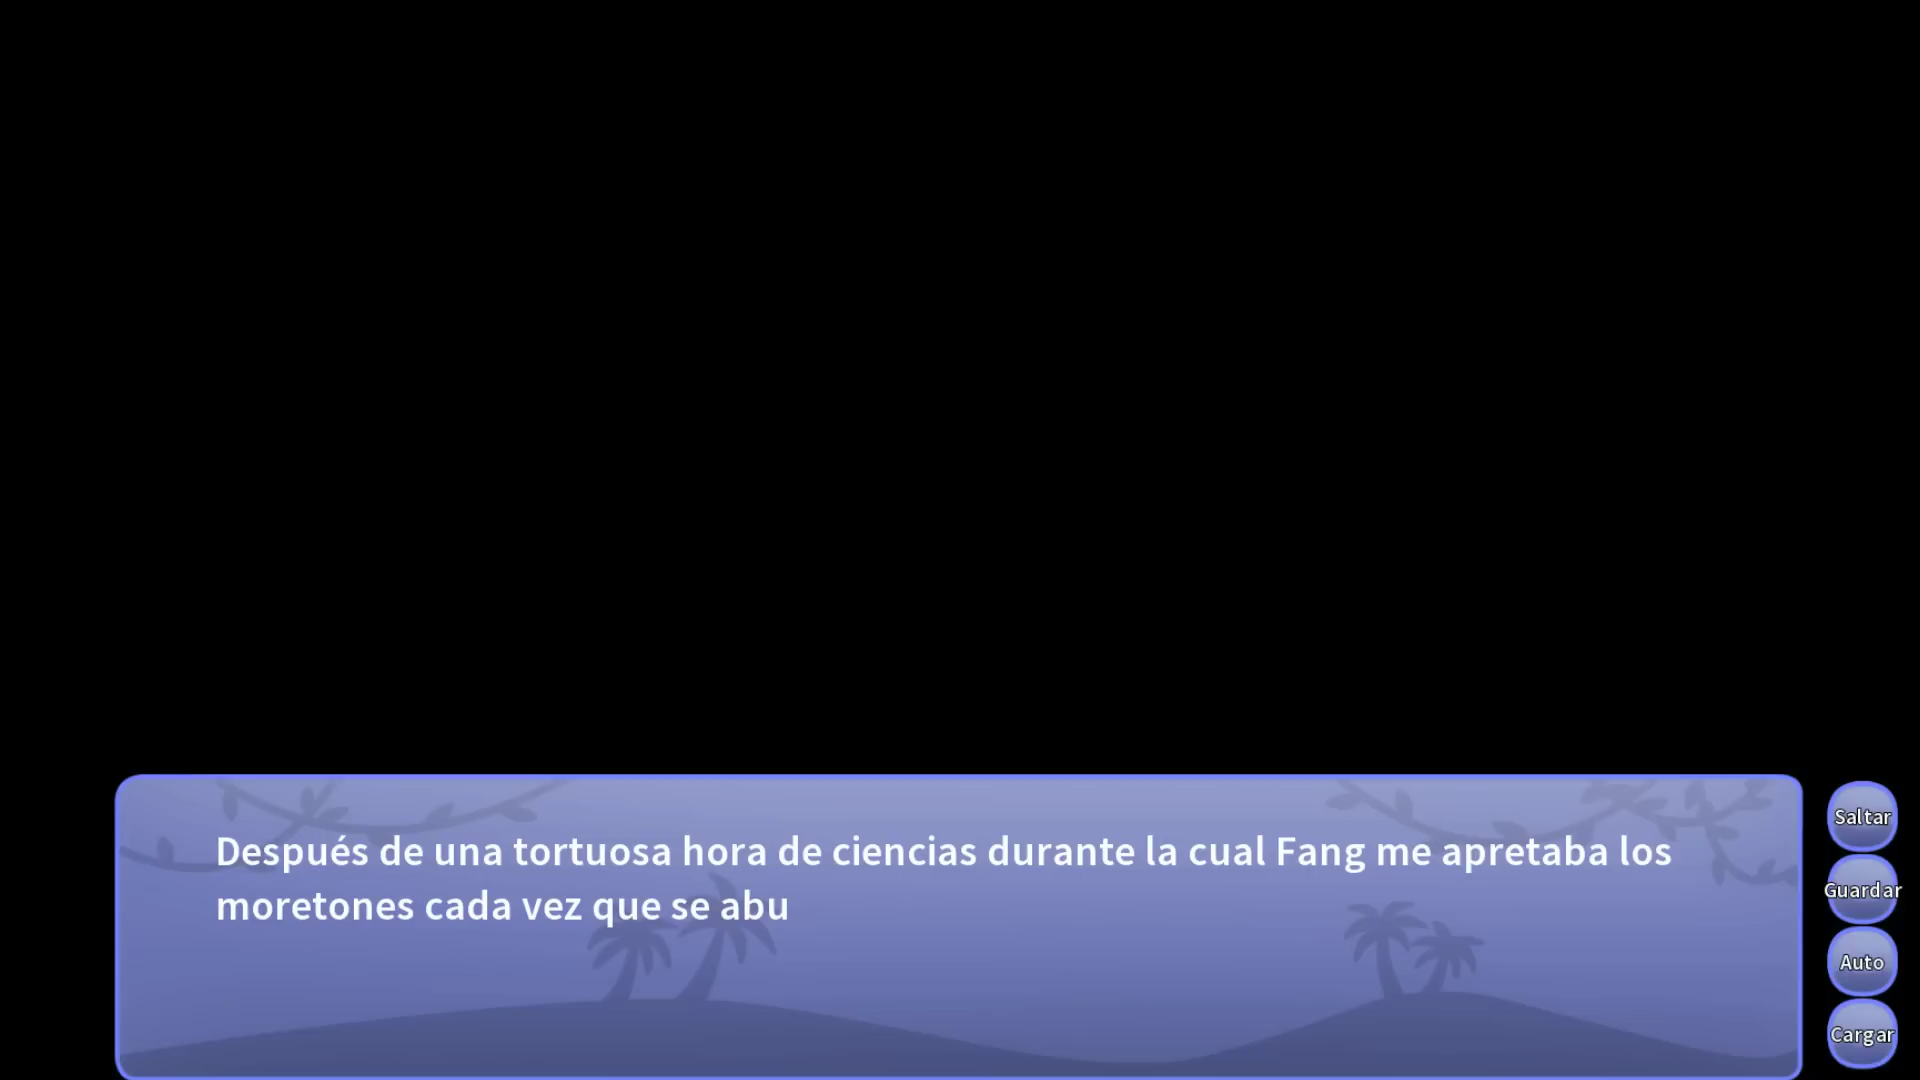 Después de una tortuosa hora de ciencias durante la cual Fang me apretaba los
moretones cada vez que se abu
Saltar
Guardar
Auto
Cargar